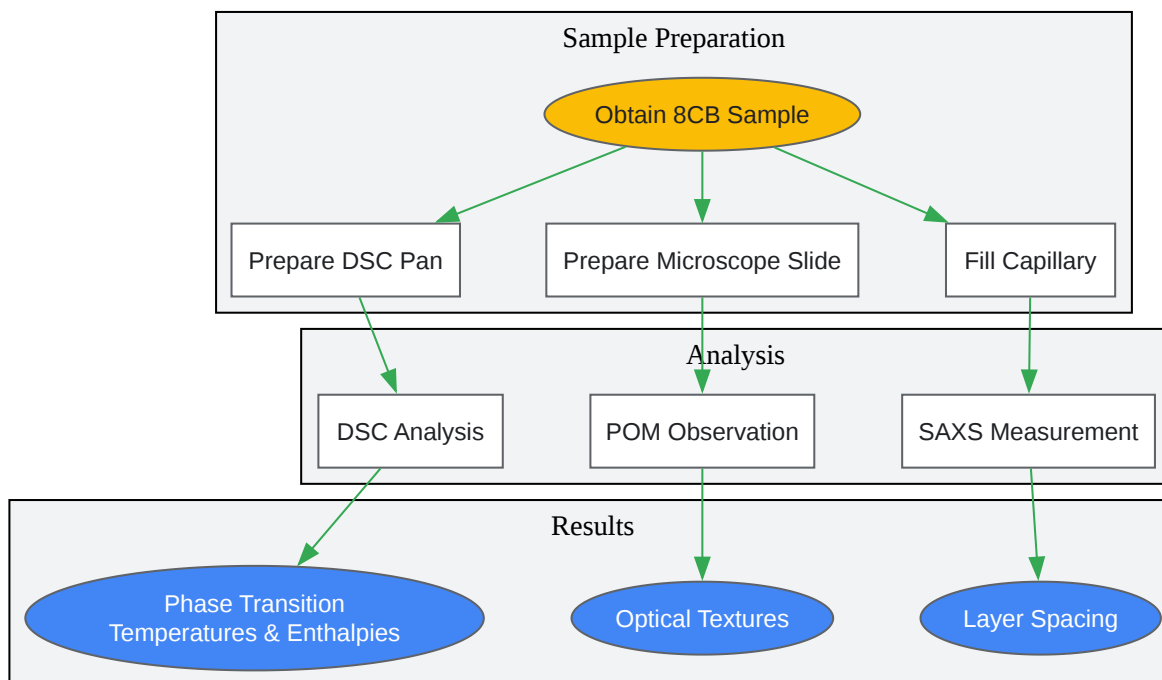 Sample Preparation
Obtain 8CB Sample
Prepare DSC Pan
Prepare Microscope Slide
Fill Capillary
Analysis
DSC Analysis
POM Observation
SAXS Measurement
Results
Phase Transition
Temperatures & Enthalpies
Optical Textures
Layer Spacing